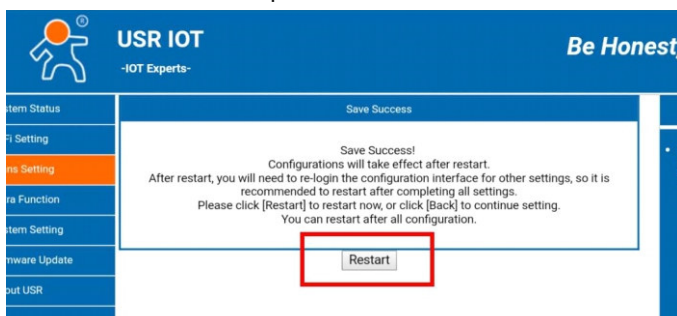 ®
USR IOT
-IOT Experts-
Be Honest,
stem Status
Fi Setting
ns Setting
ra Function
stem Setting
mware Update
out USR
Save Success
Save Success!
Configurations will take effect after restart.
After restart, you will need to re-login the configuration interface for other settings, so it is
recommended to restart after completing all settings.
Please click [Restart] to restart now, or click [Back] to continue setting.
You can restart after all configuration.
Restart